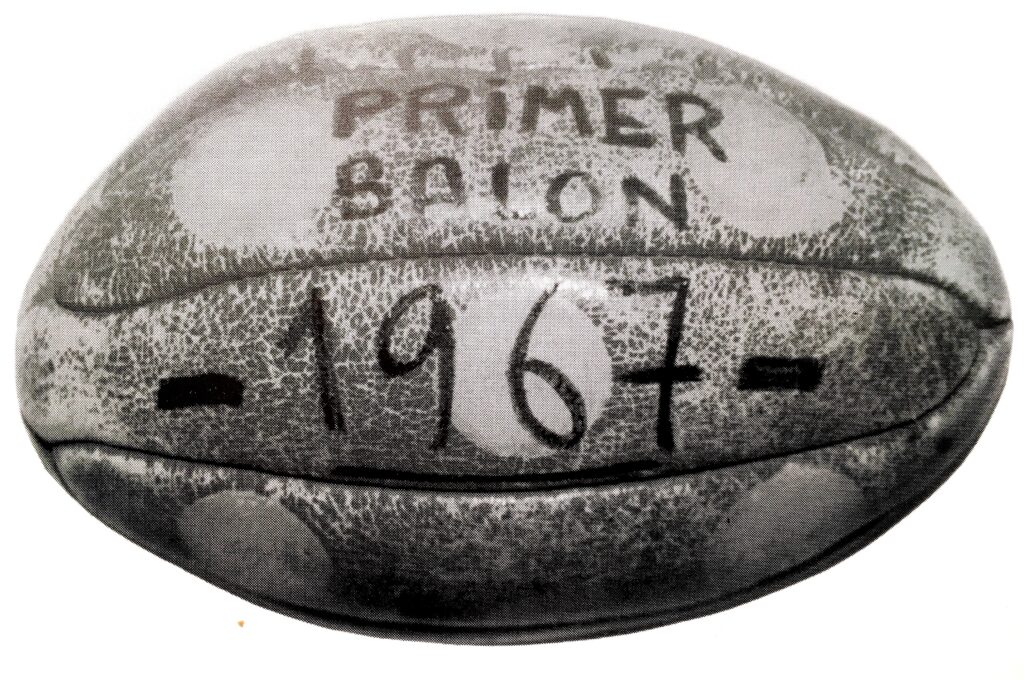 PRIMER
BALON
- 1967 -